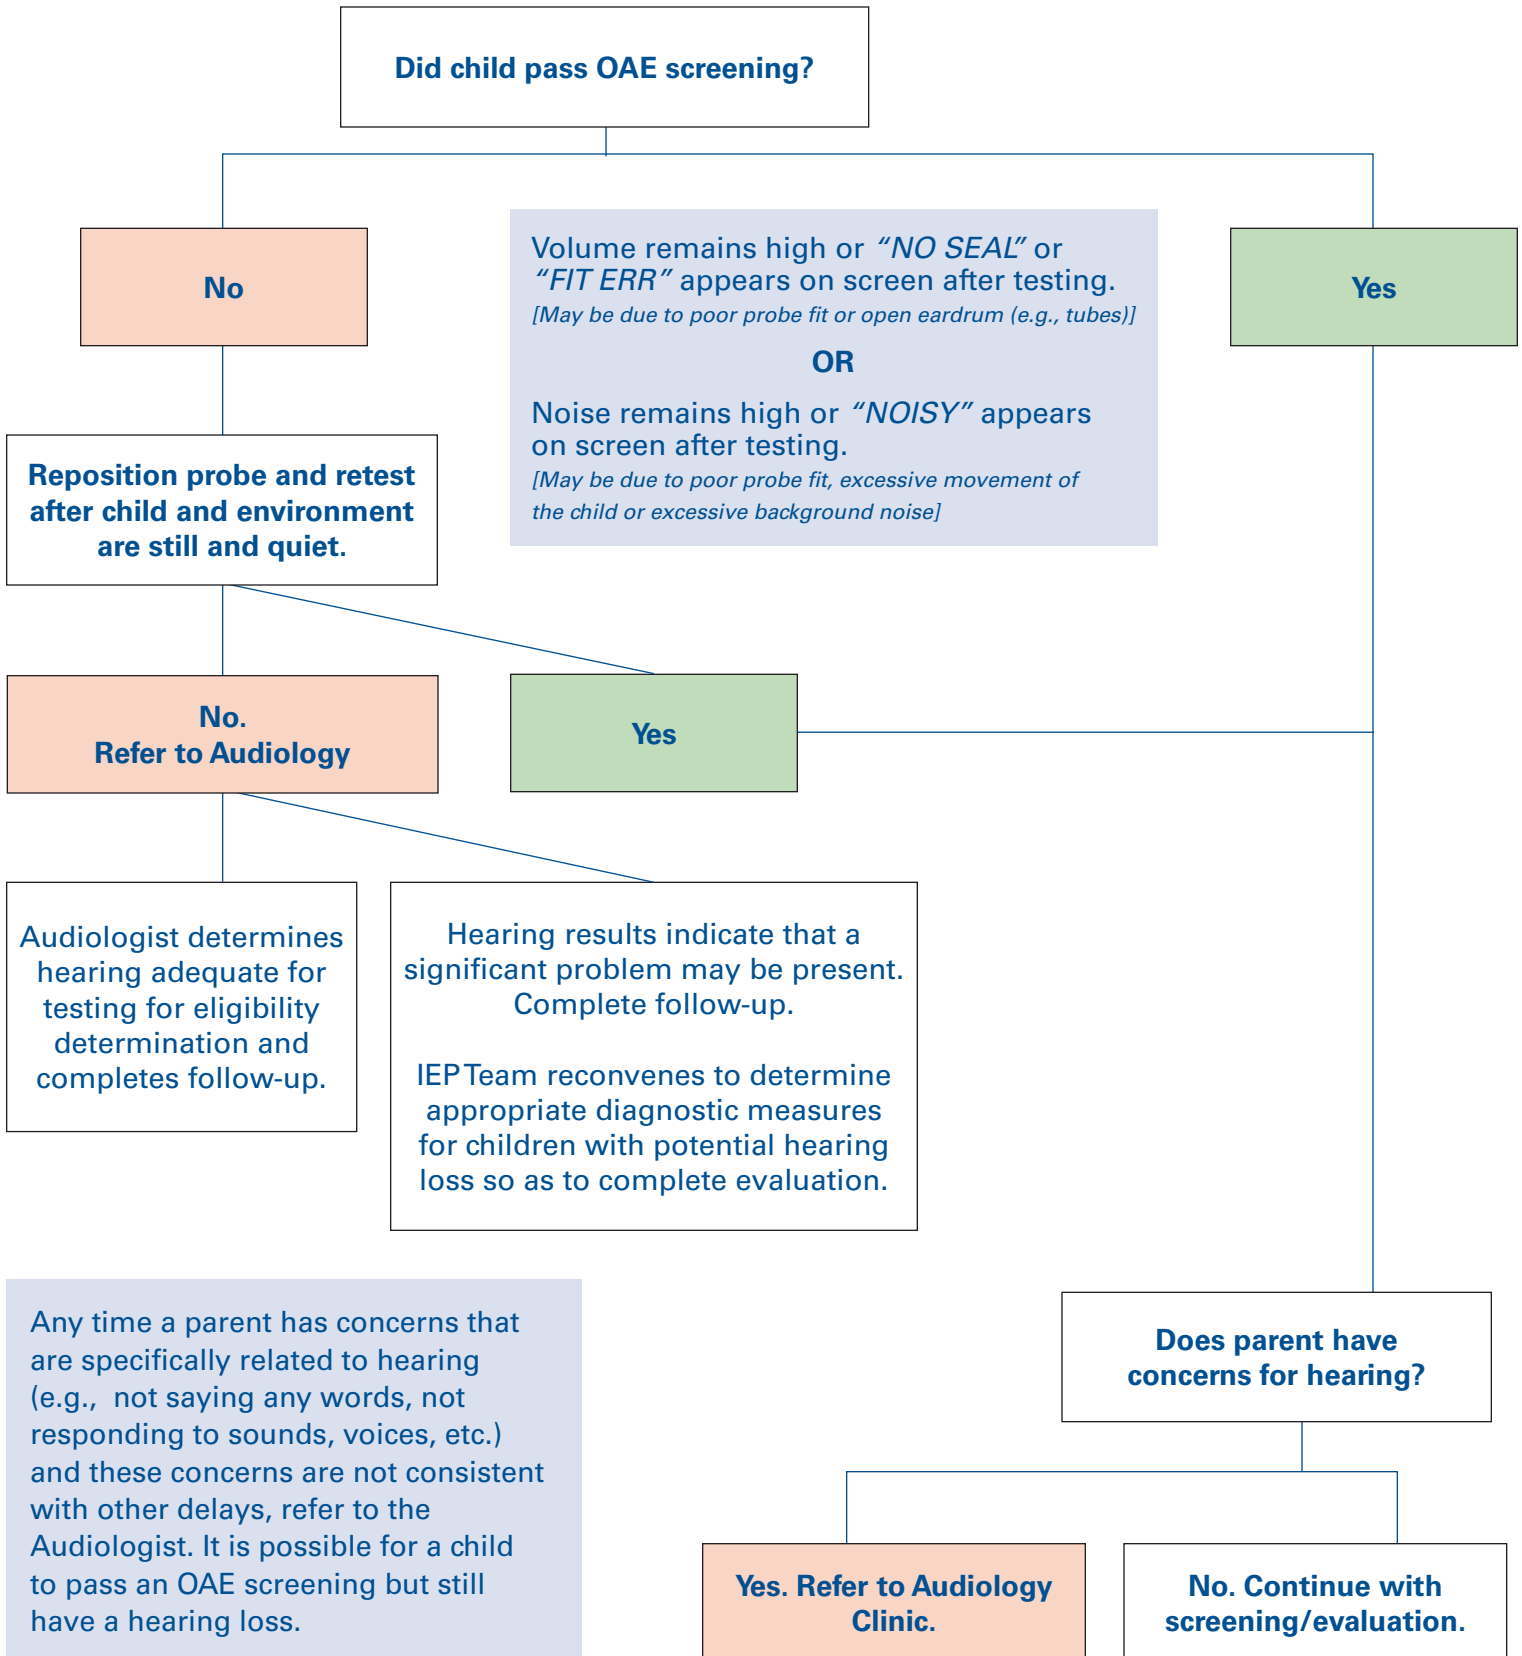 Did child pass OAE screening?
No
Volume remains high or “NO SEAL” or
“FIT ERR” appears on screen after testing.
[May be due to poor probe fit or open eardrum (e.g., tubes)]
OR
Noise remains high or “NOISY” appears
on screen after testing.
[May be due to poor probe fit, excessive movement of
the child or excessive background noise]
Yes
Reposition probe and retest
after child and environment
are still and quiet.
No.
Refer to Audiology
Yes
Audiologist determines
hearing adequate for
testing for eligibility
determination and
completes follow-up.
Hearing results indicate that a
significant problem may be present.
Complete follow-up.
IEP Team reconvenes to determine
appropriate diagnostic measures
for children with potential hearing
loss so as to complete evaluation.
Any time a parent has concerns that
are specifically related to hearing
(e.g., not saying any words, not
responding to sounds, voices, etc.)
and these concerns are not consistent
with other delays, refer to the
Audiologist. It is possible for a child
to pass an OAE screening but still
have a hearing loss.
Does parent have
concerns for hearing?
Yes. Refer to Audiology
Clinic.
No. Continue with
screening/evaluation.